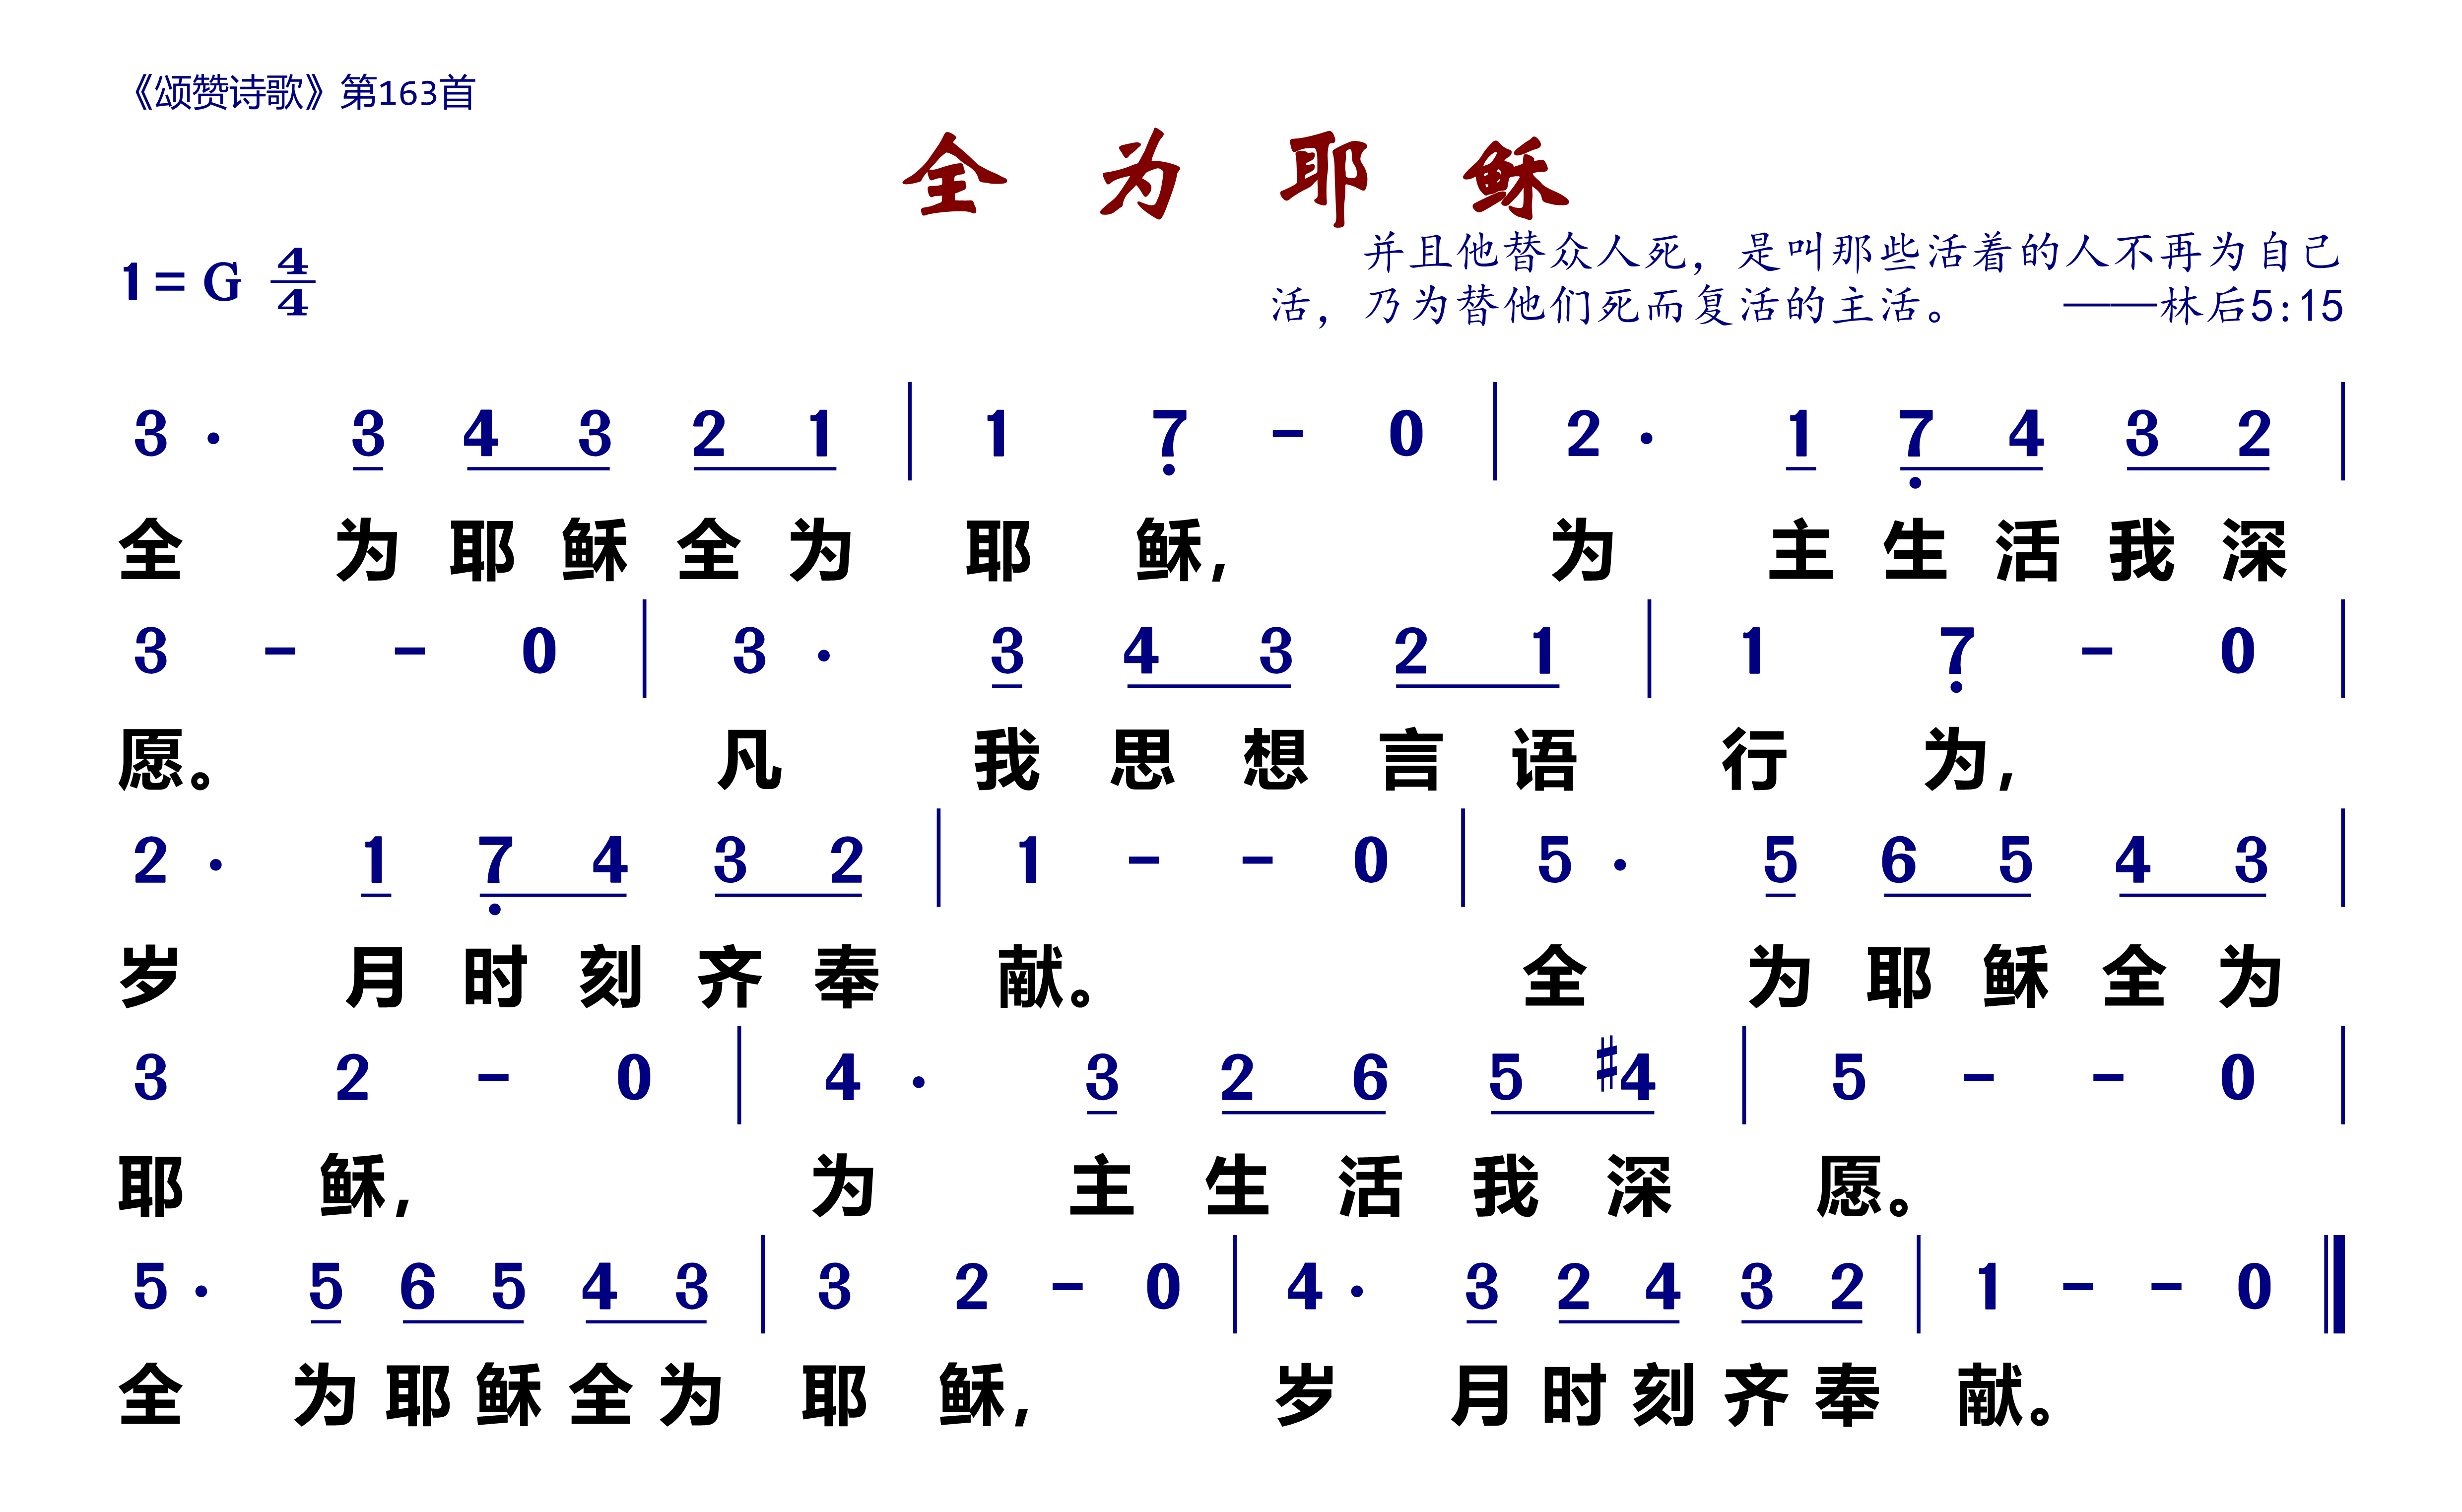 《颂赞诗歌》第163首
全 为 耶 稣
并且他替众人死，是叫那些活着的人不再为自己
1= G 4/4
活，乃为替他们死而复活的主活。 ——林后5:15
3 · 3 4 3 2 1 | 1 7̣ - 0 | 2 · 1 7̣ 4 3 2 |
全 为 耶 稣 全 为 耶 稣， 为 主 生 活 我 深
3 - - 0 | 3 · 3 4 3 2 1 | 1 7̣ - 0 |
愿。 凡 我 思 想 言 语 行 为，
2 · 1 7̣ 4 3 2 | 1 - - 0 | 5 · 5 6 5 4 3 |
岁 月 时 刻 齐 奉 献。 全 为 耶 稣 全 为
3 2 - 0 | 4 · 3 2 6 5 #4 | 5 - - 0 |
耶 稣， 为 主 生 活 我 深 愿。
5 · 5 6 5 4 3 | 3 2 - 0 | 4 · 3 2 4 3 2 | 1 - - 0 ‖
全 为 耶 稣 全 为 耶 稣， 岁 月 时 刻 齐 奉 献。